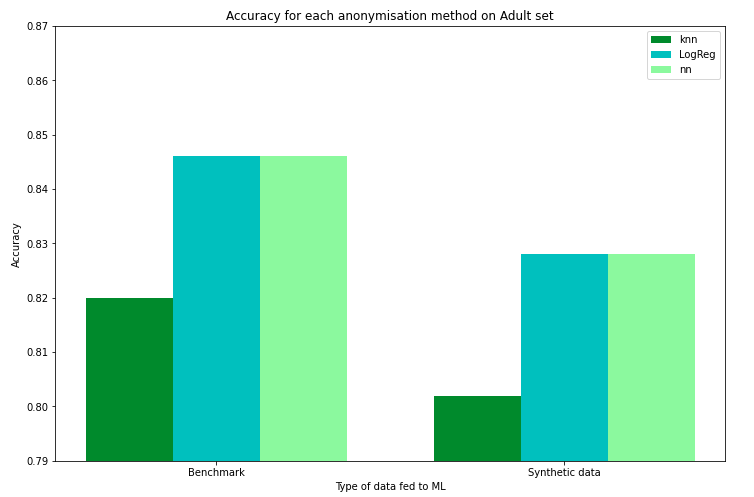 Accuracy for each anonymisation method on Adult set
0.87
0.86
0.85
0.84
0.83
0.82
0.81
0.80
0.79
Accuracy
knn
LogReg
nn
Benchmark
Synthetic data
Type of data fed to ML